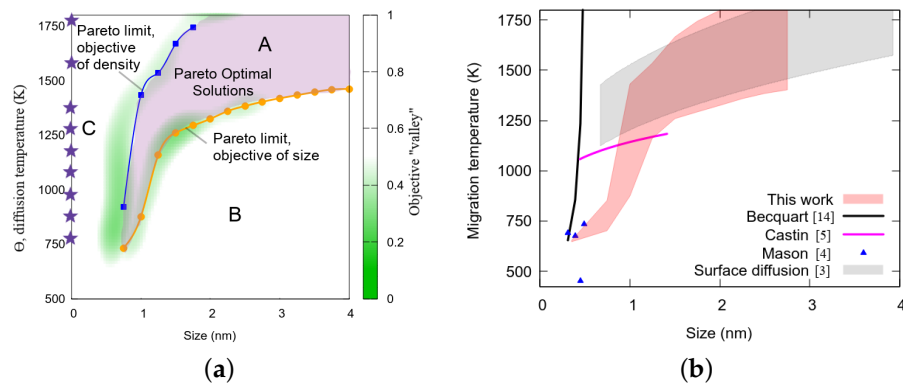 1750
1500
1250
1000
750
500
Θ, diffusion temperature (K)
Pareto limit,
objective
of density
A
Pareto Optimal
Solutions
C
Pareto limit,
objective of size
B
0
1
2
3
4
Size (nm)
1
0.8
0.6
0.4
0.2
0
Objective "valley"
(a)
1750
1500
1250
1000
750
500
Migration temperature (K)
This work
Becquart [14]
Castin [5]
Mason [4]
Surface diffusion [3]
0
1
2
3
4
Size (nm)
(b)